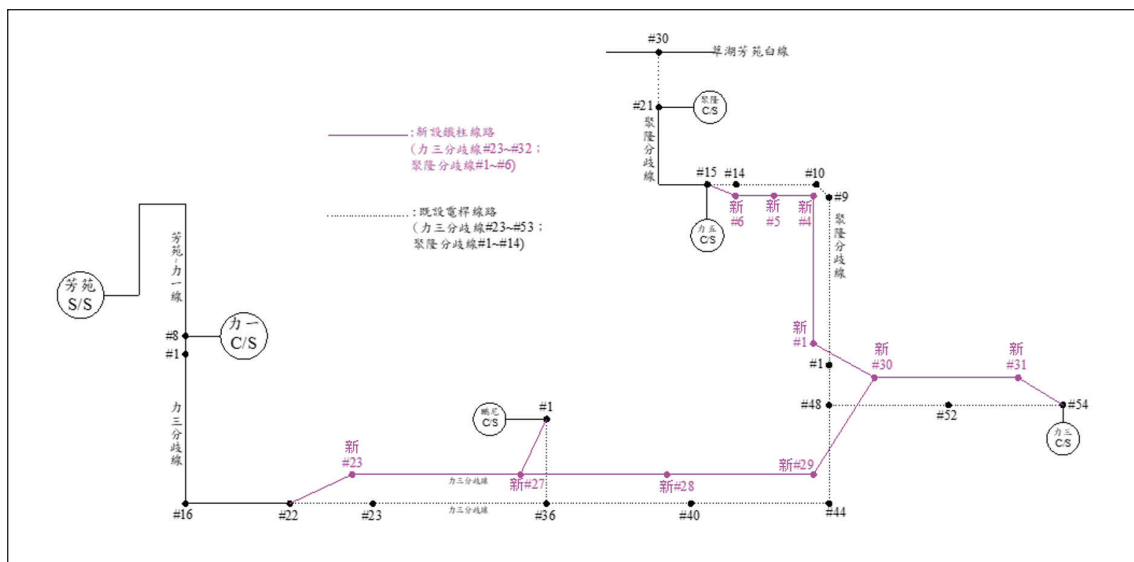 #30
草湖芳苑白線
#21
聚隆
C/S
聚隆分歧線
:新設鐵柱線路
(力三分歧線#23~#32；
聚隆分歧線#1~#6)
#15
#14
#10
#9
新
#6
新
#5
新
#4
力五
C/S
:既設電桿線路
(力三分歧線#23~#53；
聚隆分歧線#1~#14)
聚隆分歧線
芳苑-力一線
芳苑
S/S
#8
力一
C/S
#1
新
#1
#1
新
#30
新
#31
力三分歧線
C/S
#1
#48
#52
#54
力三
C/S
新
#23
力三分歧線
新#27
新#28
新#29
#16
#22
#23
力三分歧線
#36
#40
#44